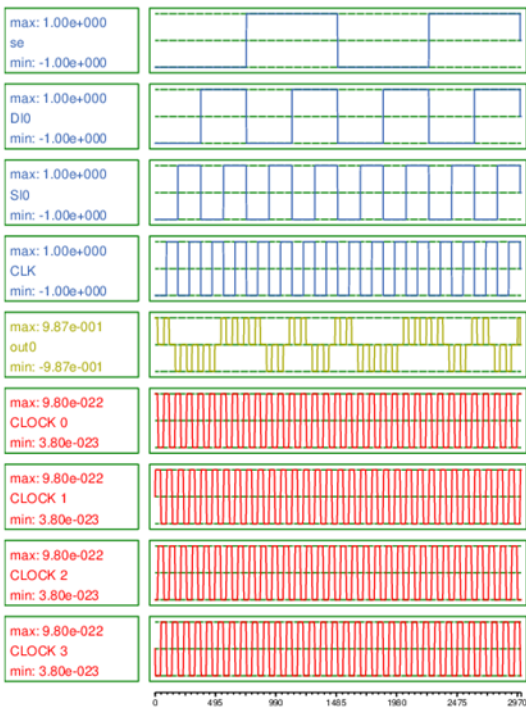 max: 1.00e+000
se
min: -1.00e+000
max: 1.00e+000
DI0
min: -1.00e+000
max: 1.00e+000
SI0
min: -1.00e+000
max: 1.00e+000
CLK
min: -1.00e+000
max: 9.87e-001
out0
min: -9.87e-001
max: 9.80e-022
CLOCK 0
min: 3.80e-023
max: 9.80e-022
CLOCK 1
min: 3.80e-023
max: 9.80e-022
CLOCK 2
min: 3.80e-023
max: 9.80e-022
CLOCK 3
min: 3.80e-023
0 495 990 1485 1980 2475 2970